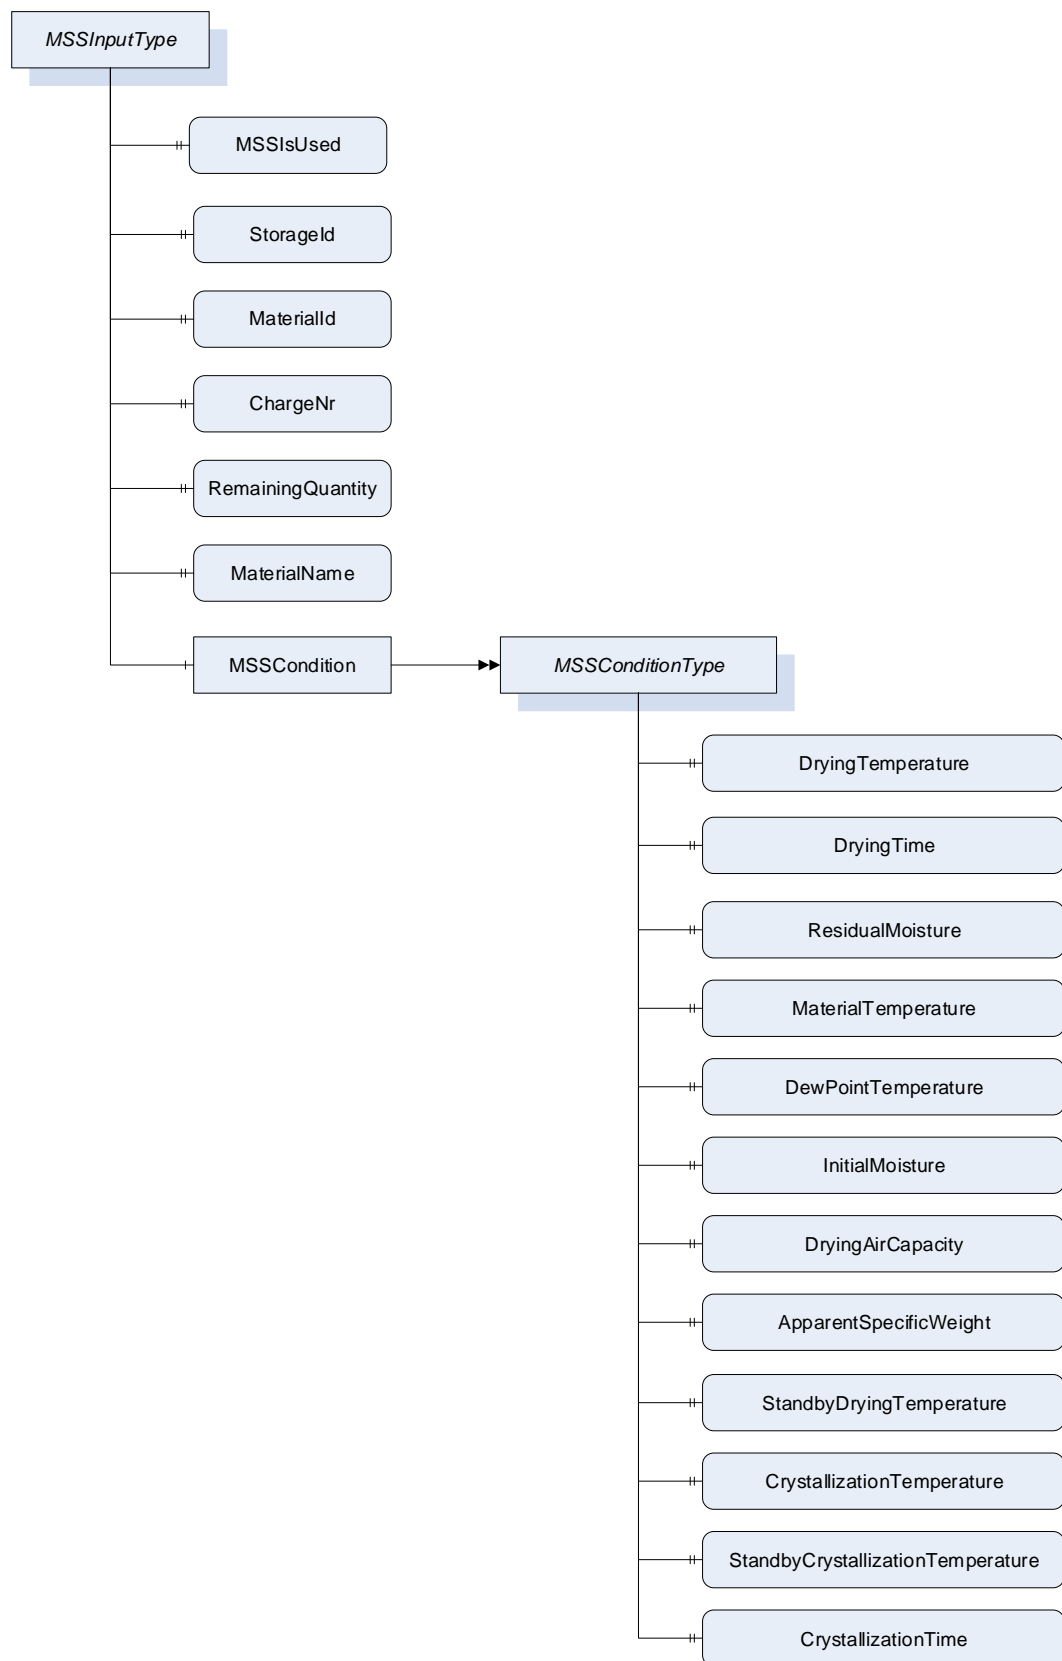 MSSInputType
MSSIsUsed
StorageId
MaterialId
ChargeNr
RemainingQuantity
MaterialName
MSSCondition
MSSConditionType
DryingTemperature
DryingTime
ResidualMoisture
MaterialTemperature
DewPointTemperature
InitialMoisture
DryingAirCapacity
ApparentSpecificWeight
StandbyDryingTemperature
CrystallizationTemperature
StandbyCrystallizationTemperature
CrystallizationTime